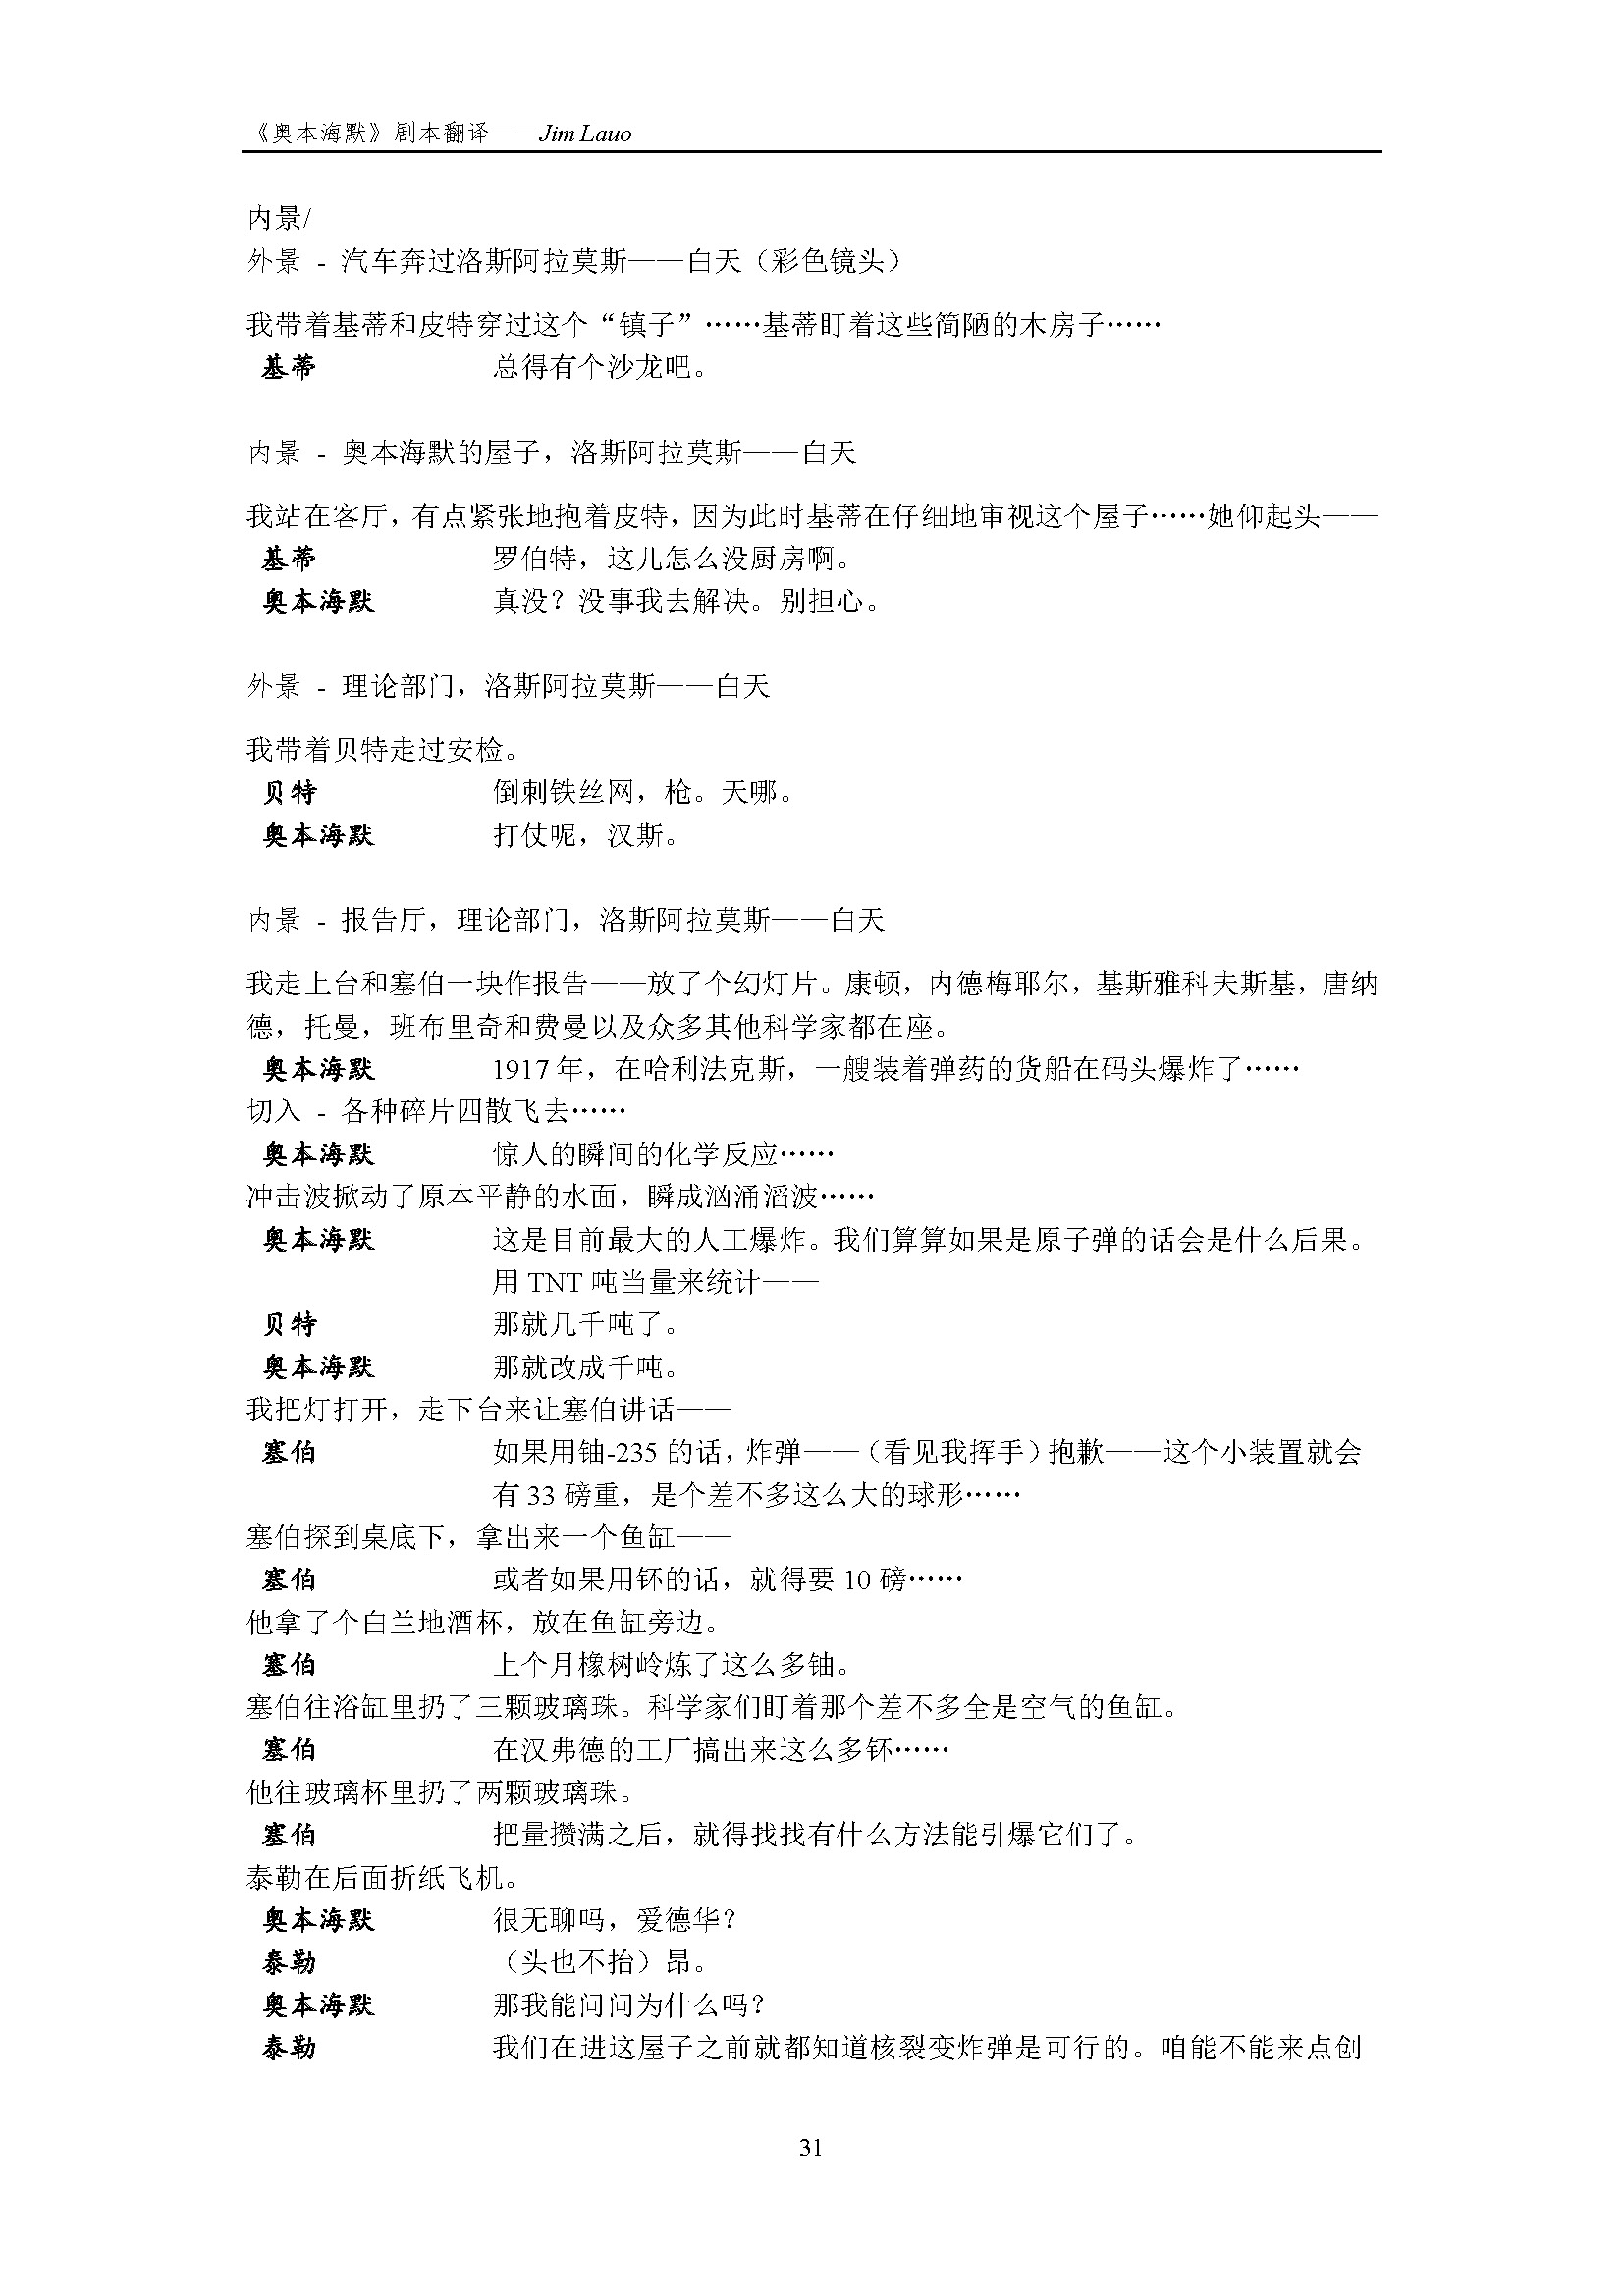 《奥本海默》剧本翻译——Jim Lauo
内景/
外景 - 汽车奔过洛斯阿拉莫斯——白天（彩色镜头）
我带着基蒂和皮特穿过这个“镇子”……基蒂盯着这些简陋的木房子……
基蒂 总得有个沙龙吧。
内景 - 奥本海默的屋子，洛斯阿拉莫斯——白天
我站在客厅，有点紧张地抱着皮特，因为此时基蒂在仔细地审视这个屋子……她仰起头——
基蒂 罗伯特，这儿怎么没厨房啊。
奥本海默 真没？没事我去解决。别担心。
外景 - 理论部门，洛斯阿拉莫斯——白天
我带着贝特走过安检。
贝特 倒刺铁丝网，枪。天哪。
奥本海默 打仗呢，汉斯。
内景 - 报告厅，理论部门，洛斯阿拉莫斯——白天
我走上台和塞伯一块作报告——放了个幻灯片。康顿，内德梅耶尔，基斯雅科夫斯基，唐纳
德，托曼，班布里奇和费曼以及众多其他科学家都在座。
奥本海默 1917 年，在哈利法克斯，一艘装着弹药的货船在码头爆炸了……
切入 - 各种碎片四散飞去……
奥本海默 惊人的瞬间的化学反应……
冲击波掀动了原本平静的水面，瞬成汹涌滔波……
奥本海默 这是目前最大的人工爆炸。我们算算如果是原子弹的话会是什么后果。
用 TNT 吨当量来统计——
贝特 那就几千吨了。
奥本海默 那就改成千吨。
我把灯打开，走下台来让塞伯讲话——
塞伯 如果用铀-235 的话，炸弹——（看见我挥手）抱歉——这个小装置就会
有 33 磅重，是个差不多这么大的球形……
塞伯探到桌底下，拿出来一个鱼缸——
塞伯 或者如果用钚的话，就得要 10 磅……
他拿了个白兰地酒杯，放在鱼缸旁边。
塞伯 上个月橡树岭炼了这么多铀。
塞伯往浴缸里扔了三颗玻璃珠。科学家们盯着那个差不多全是空气的鱼缸。
塞伯 在汉弗德的工厂搞出来这么多钚……
他往玻璃杯里扔了两颗玻璃珠。
塞伯 把量攒满之后，就得找找有什么方法能引爆它们了。
泰勒在后面折纸飞机。
奥本海默 很无聊吗，爱德华？
泰勒 （头也不抬）昂。
奥本海默 那我能问问为什么吗？
泰勒 我们在进这屋子之前就都知道核裂变炸弹是可行的。咱能不能来点创
31